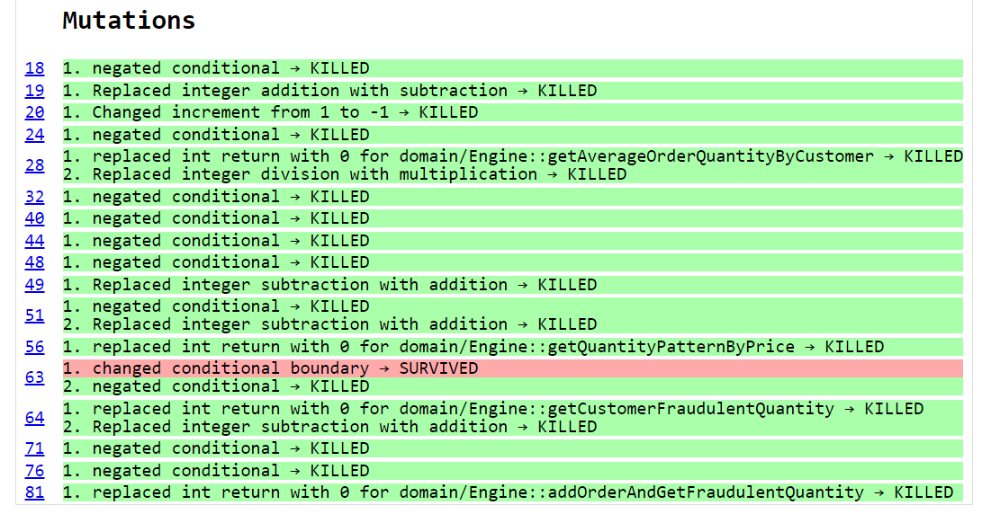 Mutations
18 1. negated conditional → KILLED
19 1. Replaced integer addition with subtraction → KILLED
20 1. Changed increment from 1 to -1 → KILLED
24 1. negated conditional → KILLED
28 1. replaced int return with 0 for domain/Engine::getAverageOrderQuantityByCustomer → KILLED
2. Replaced integer division with multiplication → KILLED
32 1. negated conditional → KILLED
40 1. negated conditional → KILLED
44 1. negated conditional → KILLED
48 1. negated conditional → KILLED
49 1. Replaced integer subtraction with addition → KILLED
51 1. negated conditional → KILLED
2. Replaced integer subtraction with addition → KILLED
56 1. replaced int return with 0 for domain/Engine::getQuantityPatternByPrice → KILLED
63 1. changed conditional boundary → SURVIVED
2. negated conditional → KILLED
64 1. replaced int return with 0 for domain/Engine::getCustomerFraudulentQuantity → KILLED
2. Replaced integer subtraction with addition → KILLED
71 1. negated conditional → KILLED
76 1. negated conditional → KILLED
81 1. replaced int return with 0 for domain/Engine::addOrderAndGetFraudulentQuantity → KILLED